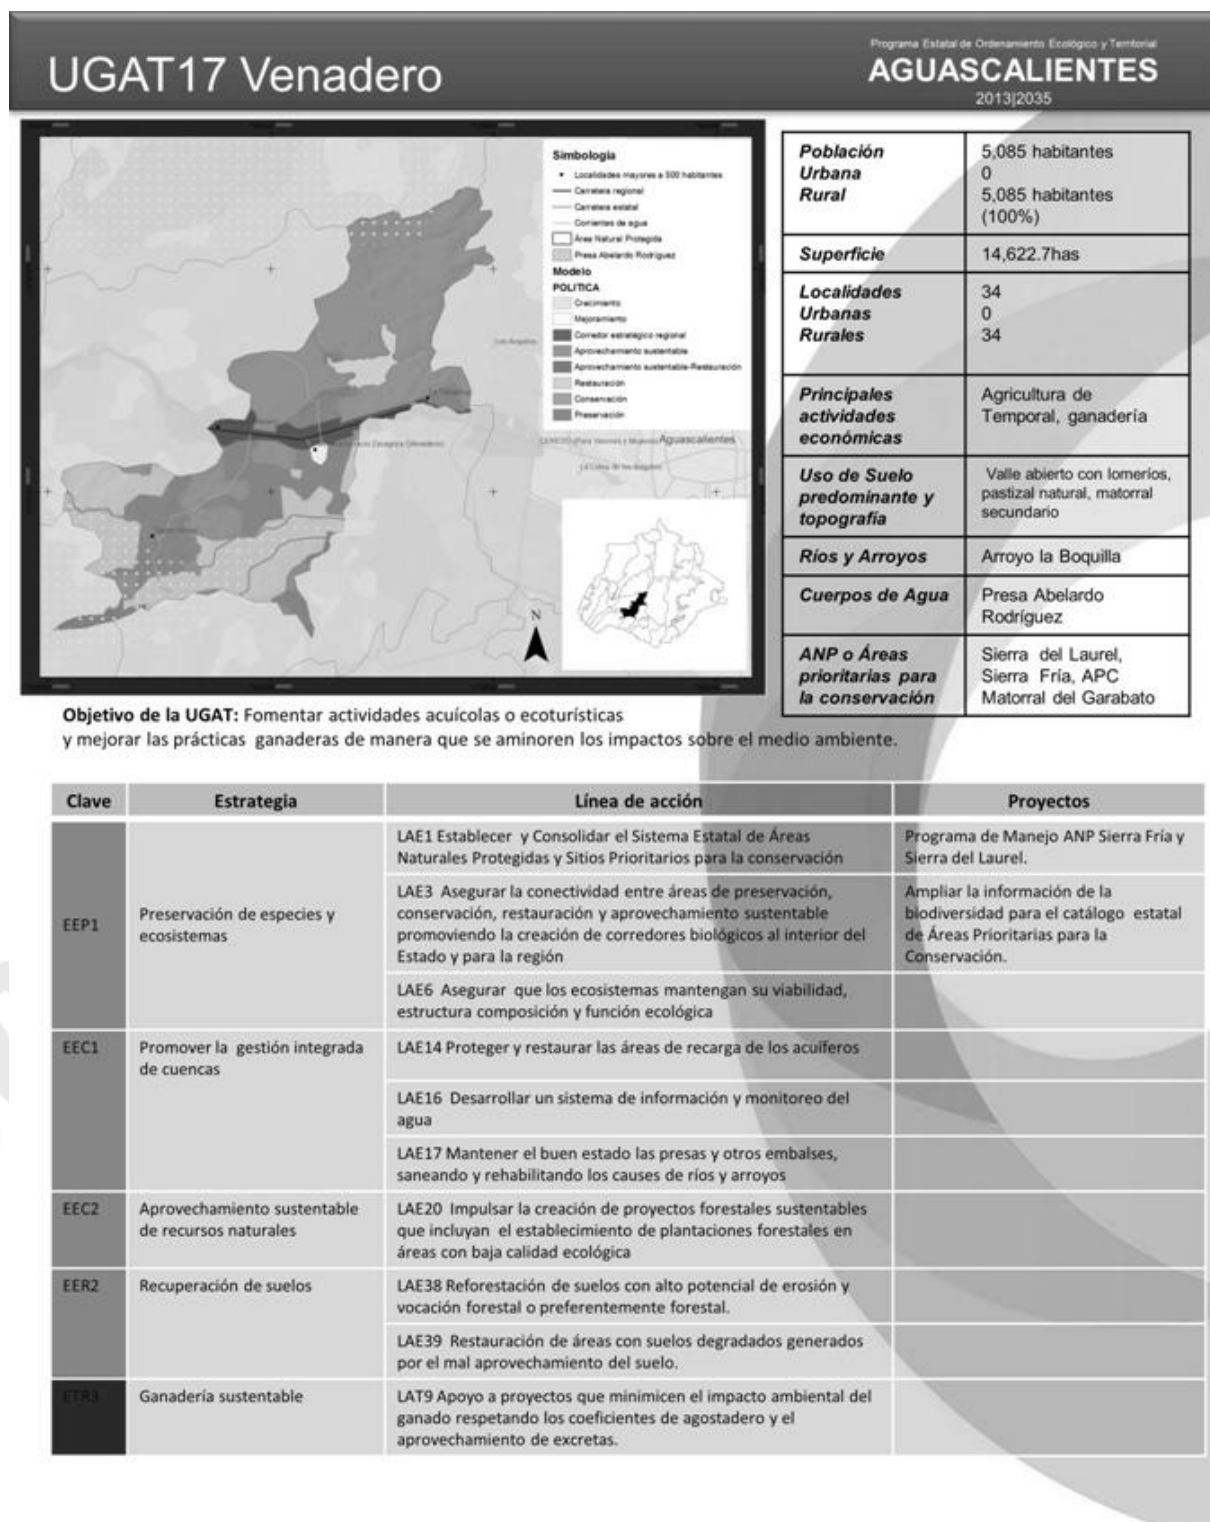 Programa Estatal de Ordenamiento Ecológico y Territorial
UGAT17 Venadero
AGUASCALIENTES
2013|2035
Simbología
Localidades mayores a 500 habitantes
Carretera regional
Carretera estatal
Corrientes de agua
Área Natural Protegida
Presa Abelardo Rodríguez
Modelo
POLITICA
Crecimiento
Mejoramiento
Corredor estratégico regional
Aprovechamiento sustentable
Aprovechamiento sustentable-Restauración
Restauración
Conservación
Preservación
Aguascalientes
N
Población 5,085 habitantes
Urbana 0
Rural 5,085 habitantes
(100%)
Superficie 14,622.7has
Localidades 34
Urbanas 0
Rurales 34
Principales Agricultura de
actividades Temporal, ganadería
económicas
Uso de Suelo Valle abierto con lomeríos,
predominante y pastizal natural, matorral
topografía secundario
Ríos y Arroyos Arroyo la Boquilla
Cuerpos de Agua Presa Abelardo
Rodríguez
ANP o Áreas Sierra del Laurel,
prioritarias para Sierra Fría, APC
la conservación Matorral del Garabato
Objetivo de la UGAT: Fomentar actividades acuícolas o ecoturísticas
y mejorar las prácticas ganaderas de manera que se aminoren los impactos sobre el medio ambiente.
Clave Estrategia Línea de acción Proyectos
EEP1
Preservación de especies y
ecosistemas
LAE1 Establecer y Consolidar el Sistema Estatal de Áreas
Naturales Protegidas y Sitios Prioritarios para la conservación
Programa de Manejo ANP Sierra Fría y
Sierra del Laurel.
LAE3 Asegurar la conectividad entre áreas de preservación,
conservación, restauración y aprovechamiento sustentable
promoviendo la creación de corredores biológicos al interior del
Estado y para la región
Ampliar la información de la
biodiversidad para el catálogo estatal
de Áreas Prioritarias para la
Conservación.
LAE6 Asegurar que los ecosistemas mantengan su viabilidad,
estructura composición y función ecológica
EEC1
Promover la gestión integrada
de cuencas
LAE14 Proteger y restaurar las áreas de recarga de los acuíferos
LAE16 Desarrollar un sistema de información y monitoreo del
agua
LAE17 Mantener el buen estado las presas y otros embalses,
saneando y rehabilitando los causes de ríos y arroyos
EEC2
Aprovechamiento sustentable
de recursos naturales
LAE20 Impulsar la creación de proyectos forestales sustentables
que incluyan el establecimiento de plantaciones forestales en
áreas con baja calidad ecológica
EER2
Recuperación de suelos
LAE38 Reforestación de suelos con alto potencial de erosión y
vocación forestal o preferentemente forestal.
LAE39 Restauración de áreas con suelos degradados generados
por el mal aprovechamiento del suelo.
ETR3
Ganadería sustentable
LAT9 Apoyo a proyectos que minimicen el impacto ambiental del
ganado respetando los coeficientes de agostadero y el
aprovechamiento de excretas.